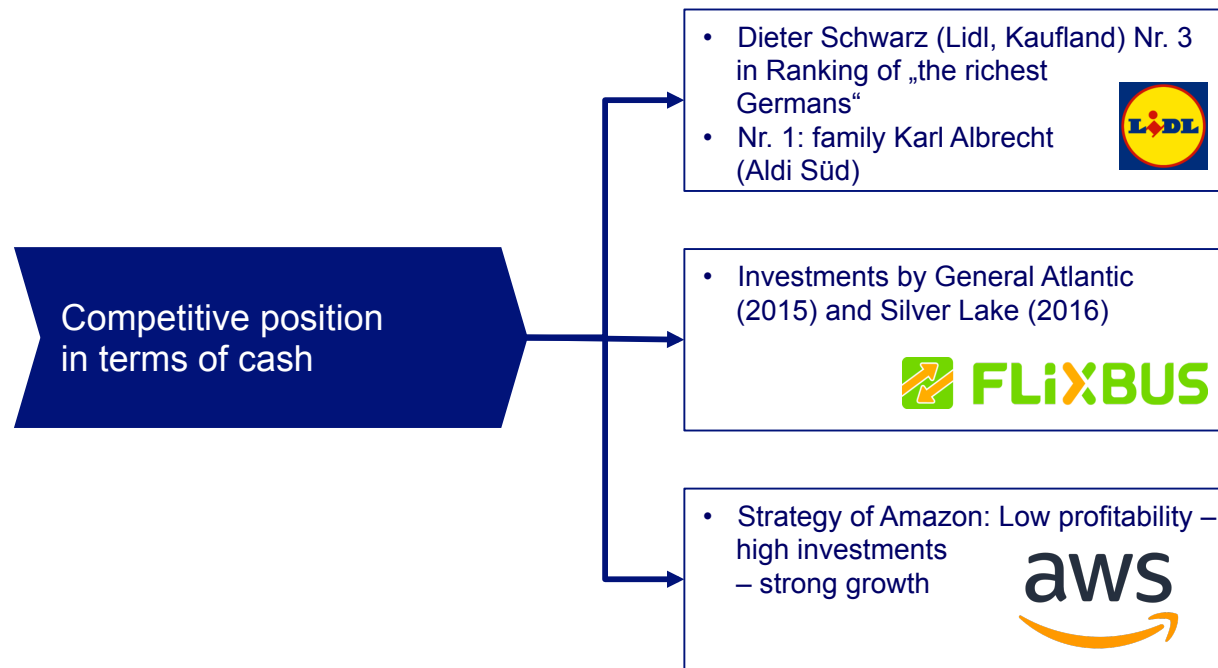 • Dieter Schwarz (Lidl, Kaufland) Nr. 3
in Ranking of „the richest
Germans“
• Nr. 1: family Karl Albrecht
(Aldi Süd)
LiDL
Competitive position
in terms of cash
• Investments by General Atlantic
(2015) and Silver Lake (2016)
FLiXBUS
• Strategy of Amazon: Low profitability –
high investments
– strong growth
aws